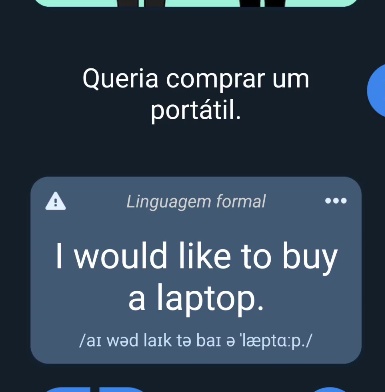 Queria comprar um
portátil.
Linguagem formal
I would like to buy
a laptop.
/aɪ wəd laɪk tə baɪ ə ˈlæptɑːp./